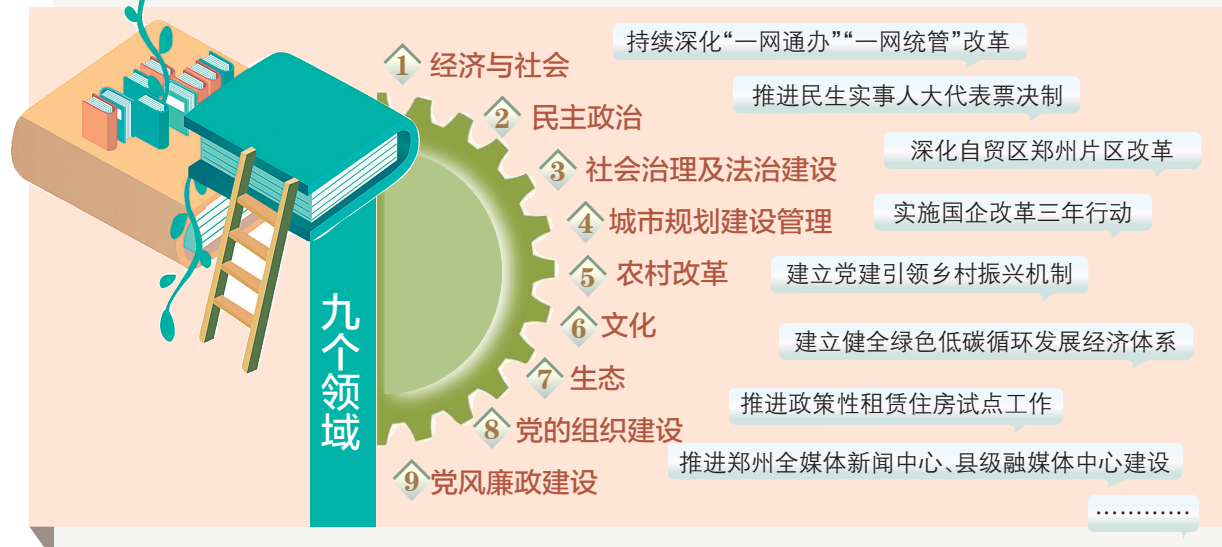 九个领域
1 经济与社会
2 民主政治
3 社会治理及法治建设
4 城市规划建设管理
5 农村改革
6 文化
7 生态
8 党的组织建设
9 党风廉政建设
持续深化“一网通办”“一网统管”改革
推进民生实事人大代表票决制
深化自贸区郑州片区改革
实施国企改革三年行动
建立党建引领乡村振兴机制
建立健全绿色低碳循环发展经济体系
推进政策性租赁住房试点工作
推进郑州全媒体新闻中心、县级融媒体中心建设
…………